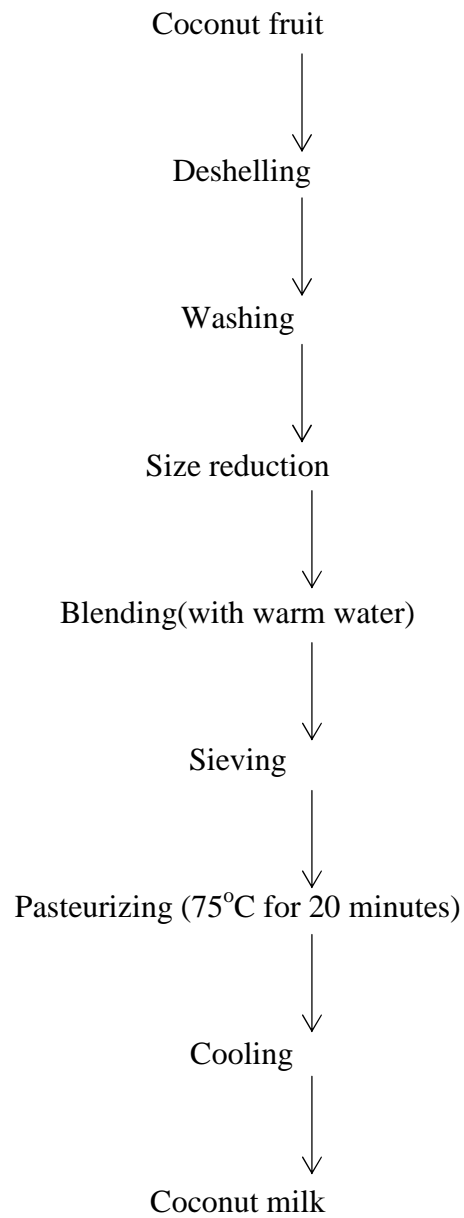 Coconut fruit
Deshelling
Washing
Size reduction
Blending(with warm water)
Sieving
Pasteurizing (75°C for 20 minutes)
Cooling
Coconut milk